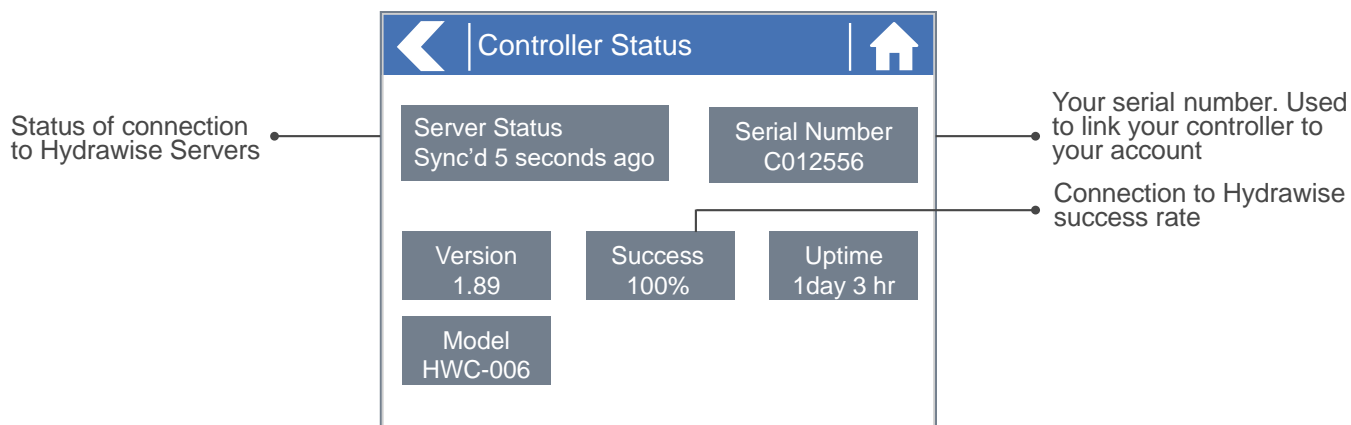 Controller Status
Status of connection
to Hydrawise Servers
Server Status
Sync’d 5 seconds ago
Serial Number
C012556
Your serial number. Used
to link your controller to
your account
Connection to Hydrawise
success rate
Version
1.89
Success
100%
Uptime
1day 3 hr
Model
HWC-006